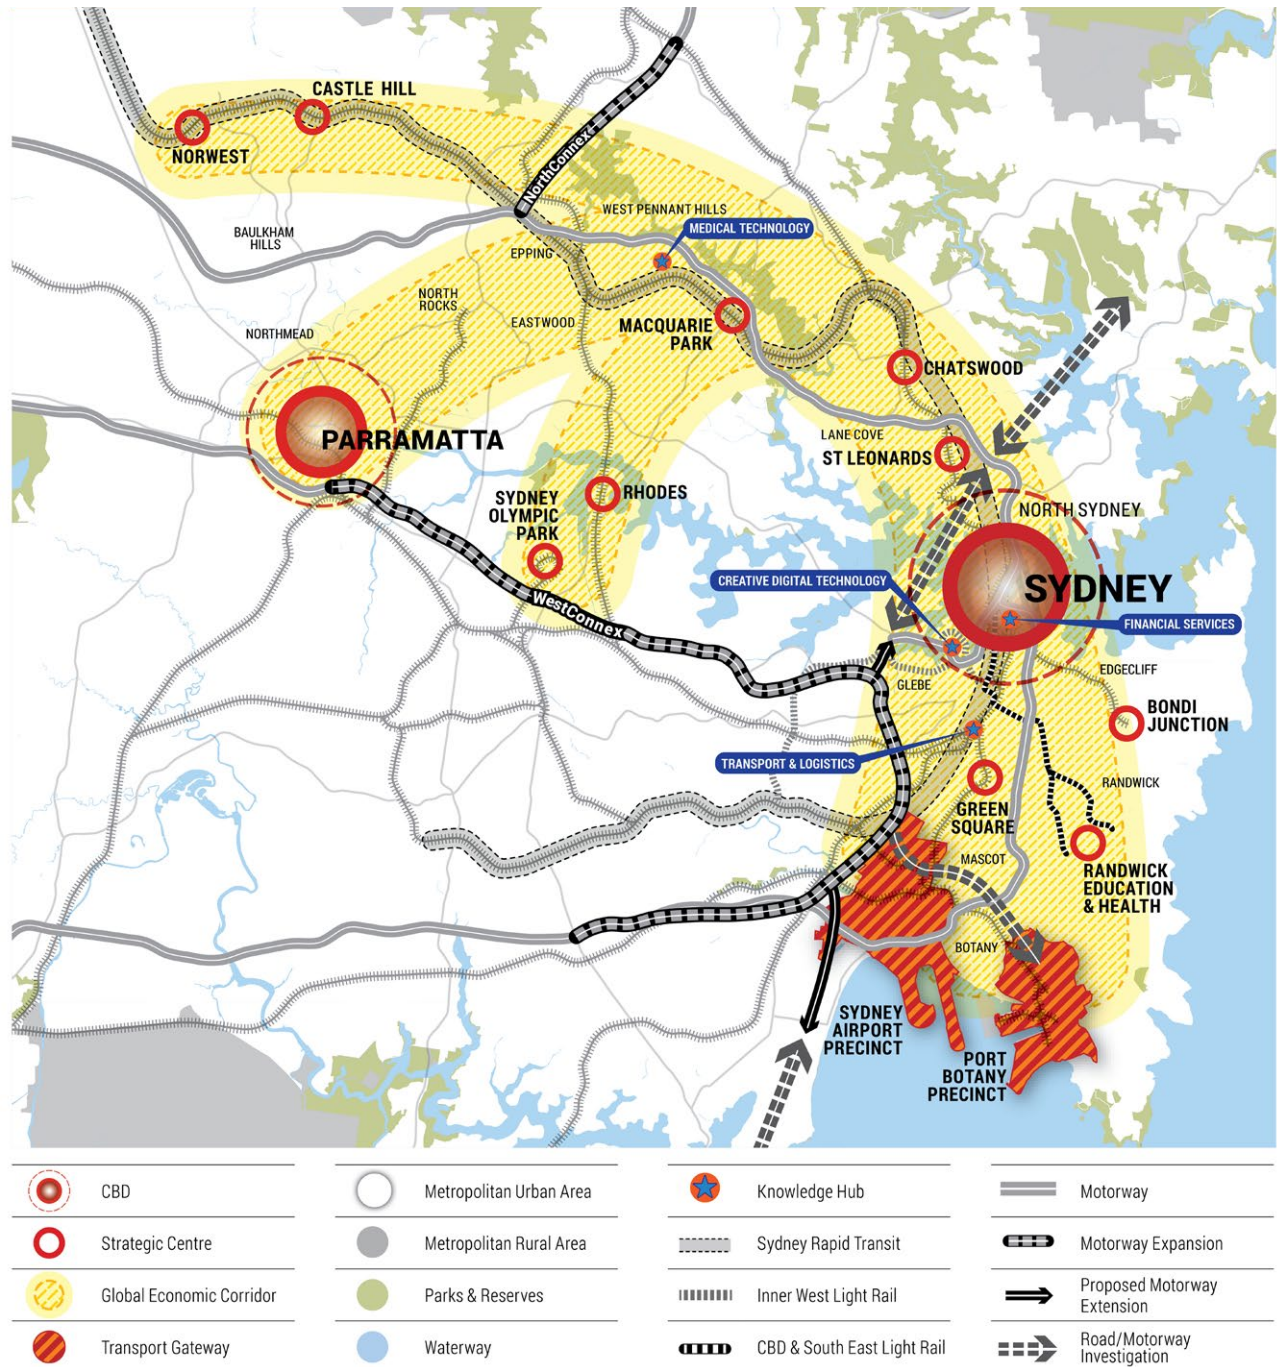 CASTLE HILL
NORWEST
NorthConnex
WEST PENNANT HILLS
MEDICAL TECHNOLOGY
BAULKHAM
HILLS
EPPING
NORTH
ROCKS
EASTWOOD
NORTHMEAD
MACQUARIE
PARK
CHATSWOOD
PARRAMATTA
LANE COVE
ST LEONARDS
RHODES
SYDNEY
OLYMPIC
PARK
NORTH SYDNEY
CREATIVE DIGITAL TECHNOLOGY
SYDNEY
WestConnex
FINANCIAL SERVICES
EDGECLIFF
GLEBE
BONDI
JUNCTION
TRANSPORT & LOGISTICS
RANDWICK
GREEN
SQUARE
MASCOT
RANDWICK
EDUCATION
& HEALTH
BOTANY
SYDNEY
AIRPORT
PRECINCT
PORT
BOTANY
PRECINCT
CBD
Metropolitan Urban Area
Knowledge Hub
Motorway
Strategic Centre
Metropolitan Rural Area
Sydney Rapid Transit
Motorway Expansion
Global Economic Corridor
Parks & Reserves
Inner West Light Rail
Proposed Motorway
Extension
Transport Gateway
Waterway
CBD & South East Light Rail
Road/Motorway
Investigation